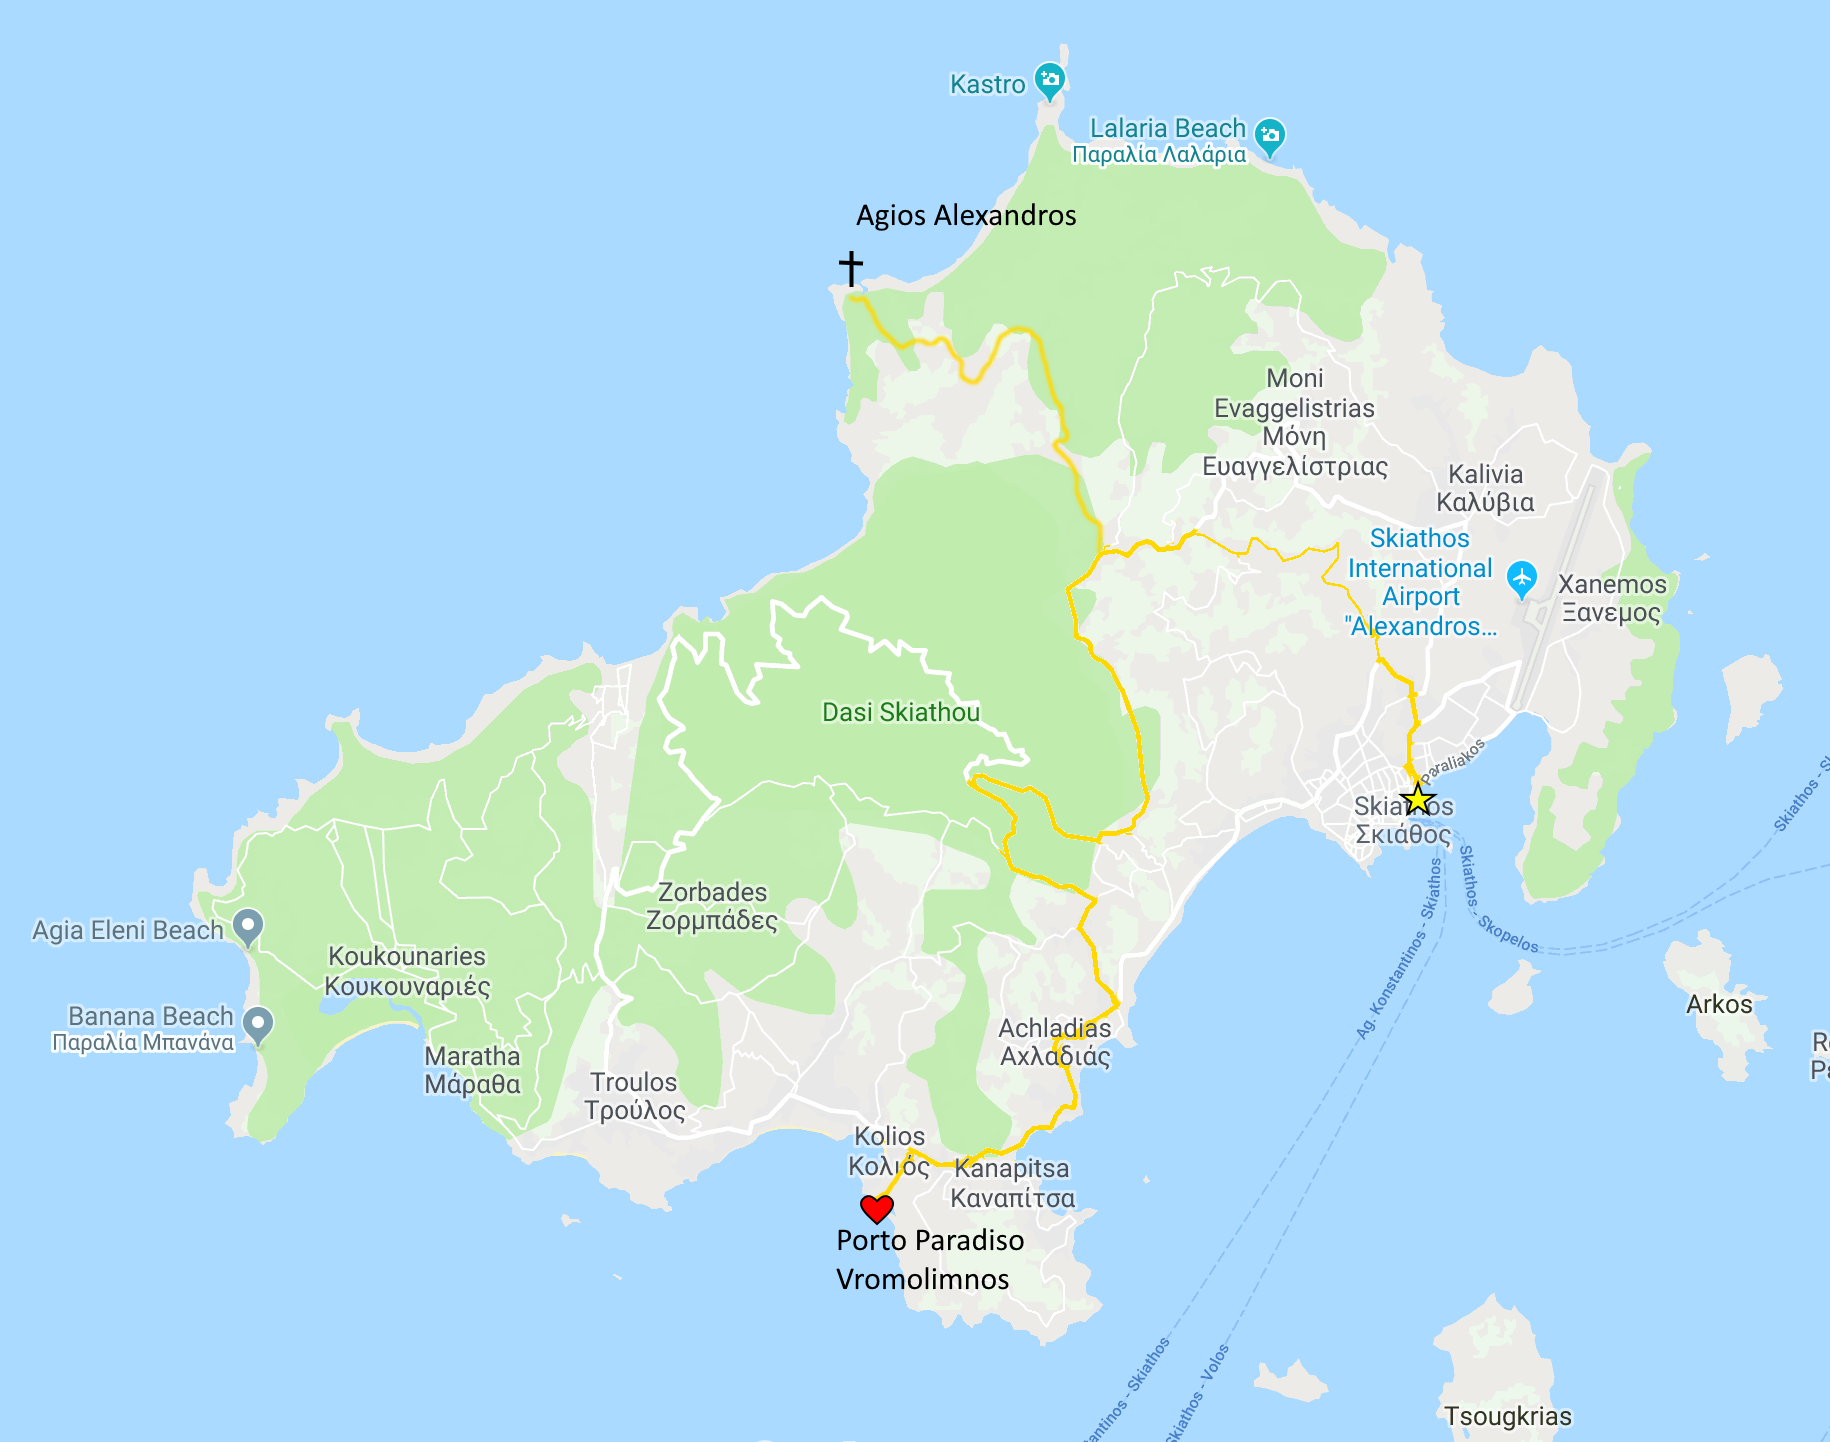 Kastro
Lalaria Beach
Παραλία Λαλάρια
Agios Alexandros
Moni
Evaggelistrias
Μόνη
Ευαγγελίστριας
Kalivia
Καλύβια
Skiathos
International
Airport
"Alexandros...
Xanemos
Ξανεμος
Dasi Skiathou
Paraliakos
Skiathos
Σκιάθος
Skiathos - Sk
Zorbades
Ζορμπάδες
Agia Eleni Beach
Koukounaries
Κουκουναριές
Banana Beach
Παραλία Μπανάνα
Skiathos - Skopelos
Ag. Konstantinos - Skiathos
Arkos
Achladias
Αχλαδιάς
Maratha
Μάραθα
Troulos
Τρούλος
Kolios
Κολιός
Kanapitsa
Καναπίτσα
Porto Paradiso
Vromolimnos
antinos - Skiathos
Skiathos - Volos
Tsougkrias